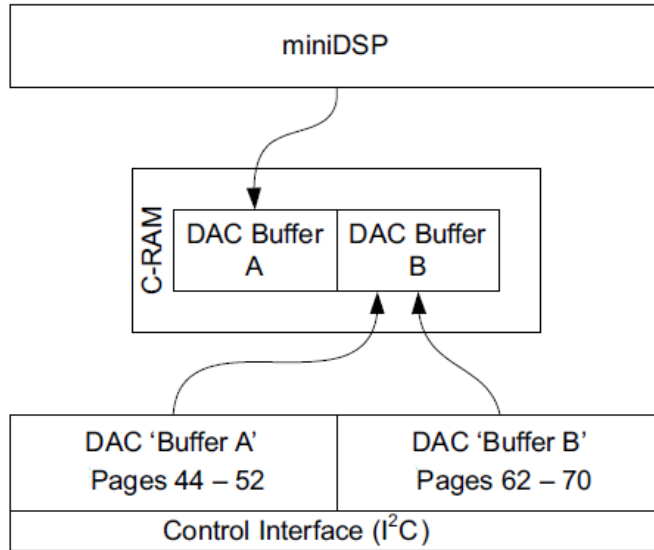 miniDSP
C-RAM
DAC Buffer
A
DAC Buffer
B
DAC ‘Buffer A’
Pages 44 – 52
DAC ‘Buffer B’
Pages 62 – 70
Control Interface (I²C)